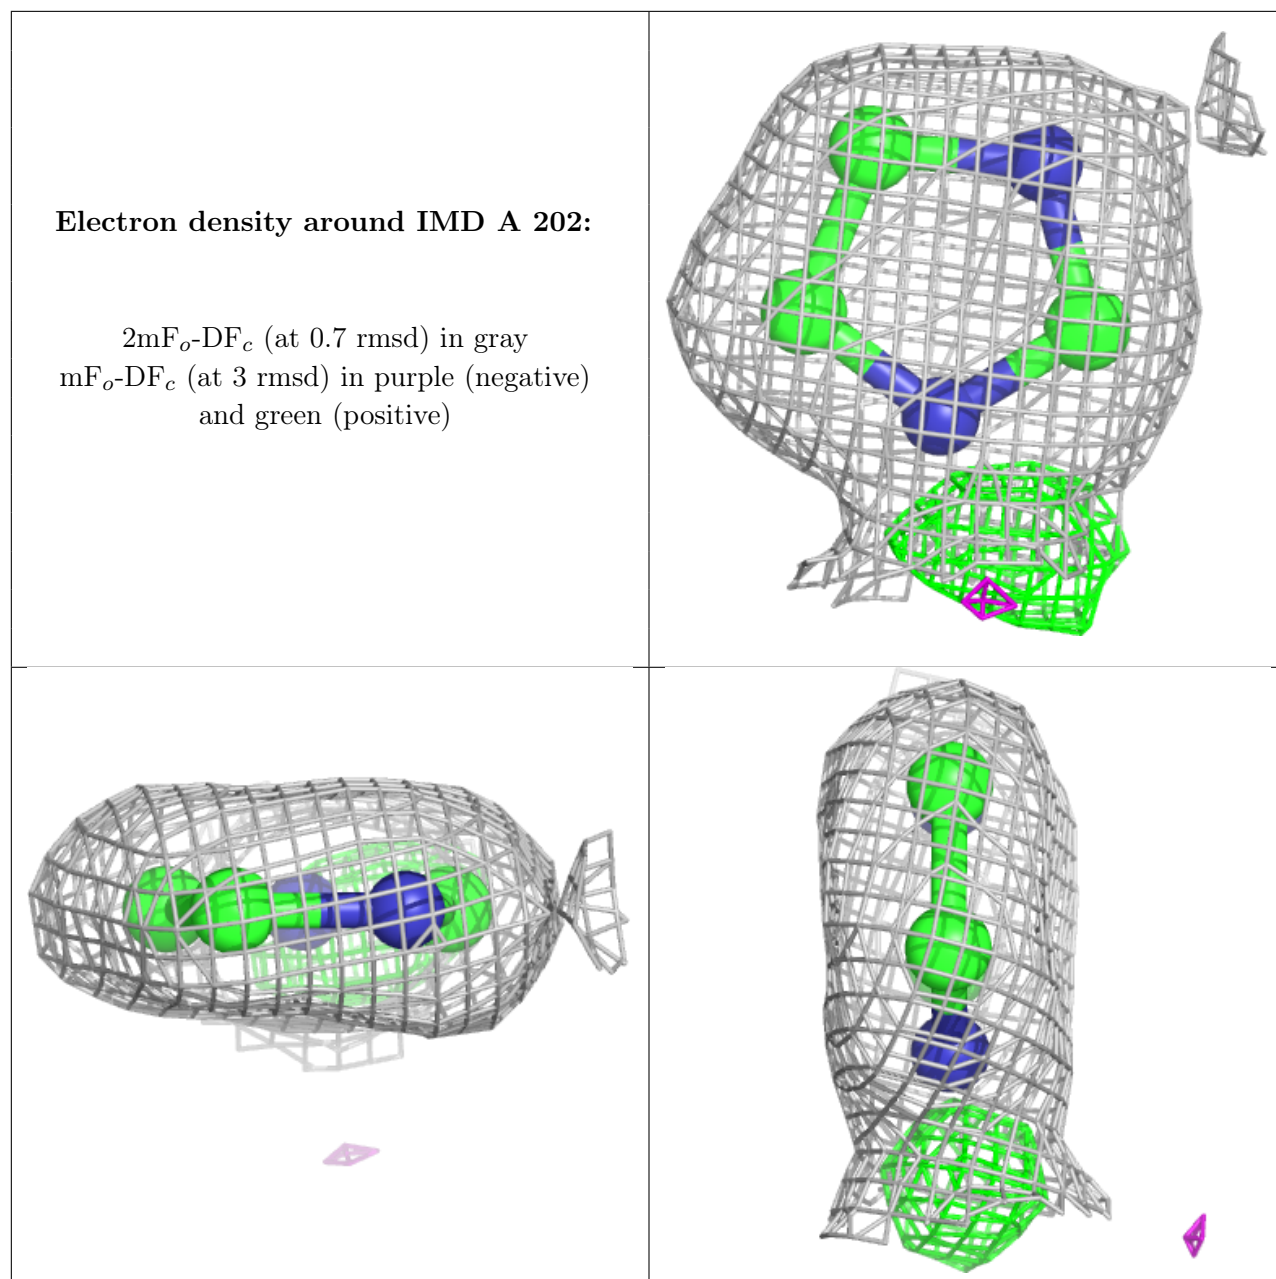 Electron density around IMD A 202:
2mFo-DFc (at 0.7 rmsd) in gray
mFo-DFc (at 3 rmsd) in purple (negative)
and green (positive)